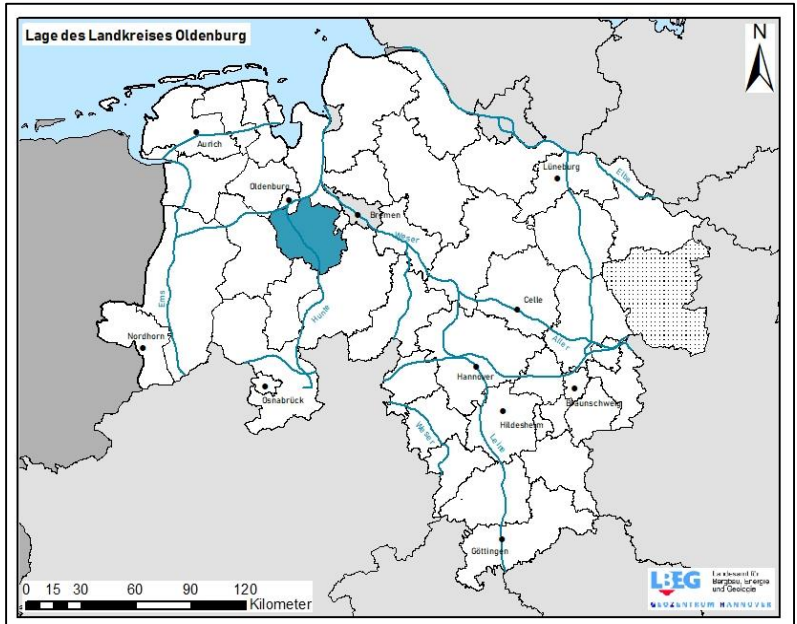 Lage des Landkreises Oldenburg
N
Aurich
Lüneburg
Elbe
Oldenburg
Bremen
Weser
Ems
Hunte
Celle
Aller
Nordhorn
Hannover
Osnabrück
Braunschweig
Hildesheim
Weser
Leine
Göttingen
0 15 30 60 90 120
Kilometer
LBEG
Landesamt für
Bergbau, Energie
und Geologie
GEOZENTRUM HANNOVER